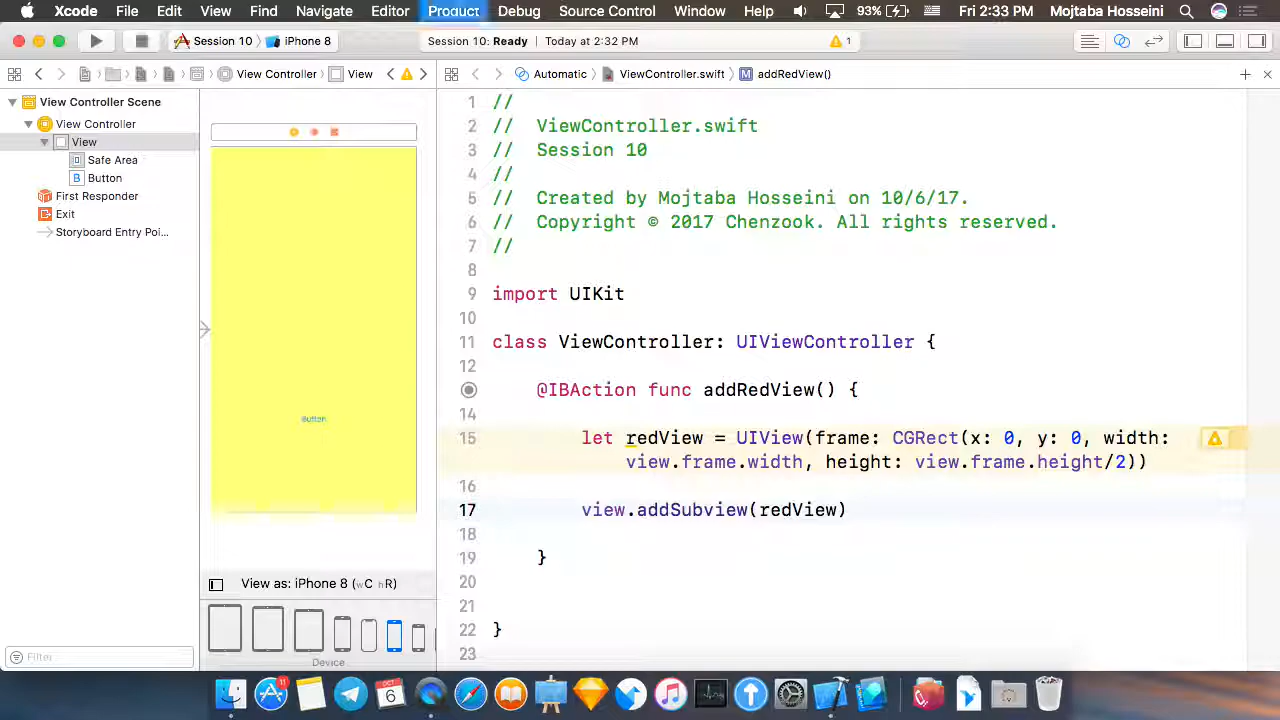 Xcode File Edit View Find Navigate Editor Product Debug Source Control Window Help 93% Fri 2:33 PM Mojtaba Hosseini
Session 10 iPhone 8 Session 10: Ready Today at 2:32 PM 1
View Controller View Automatic ViewController.swift M addRedView()
View Controller Scene
View Controller
View
Safe Area
B Button
First Responder
Exit
Storyboard Entry Poi...
Filter
Button
View as: iPhone 8 (wC hR)
Device
1 //
2 // ViewController.swift
3 // Session 10
4 //
5 // Created by Mojtaba Hosseini on 10/6/17.
6 // Copyright © 2017 Chenzook. All rights reserved.
7 //
8
9 import UIKit
10
11 class ViewController: UIViewController {
12
13 @IBAction func addRedView() {
14
15 let redView = UIView(frame: CGRect(x: 0, y: 0, width:
view.frame.width, height: view.frame.height/2))
16
17 view.addSubview(redView)
18
19 }
20
21
22 }
23
11
OCT
6